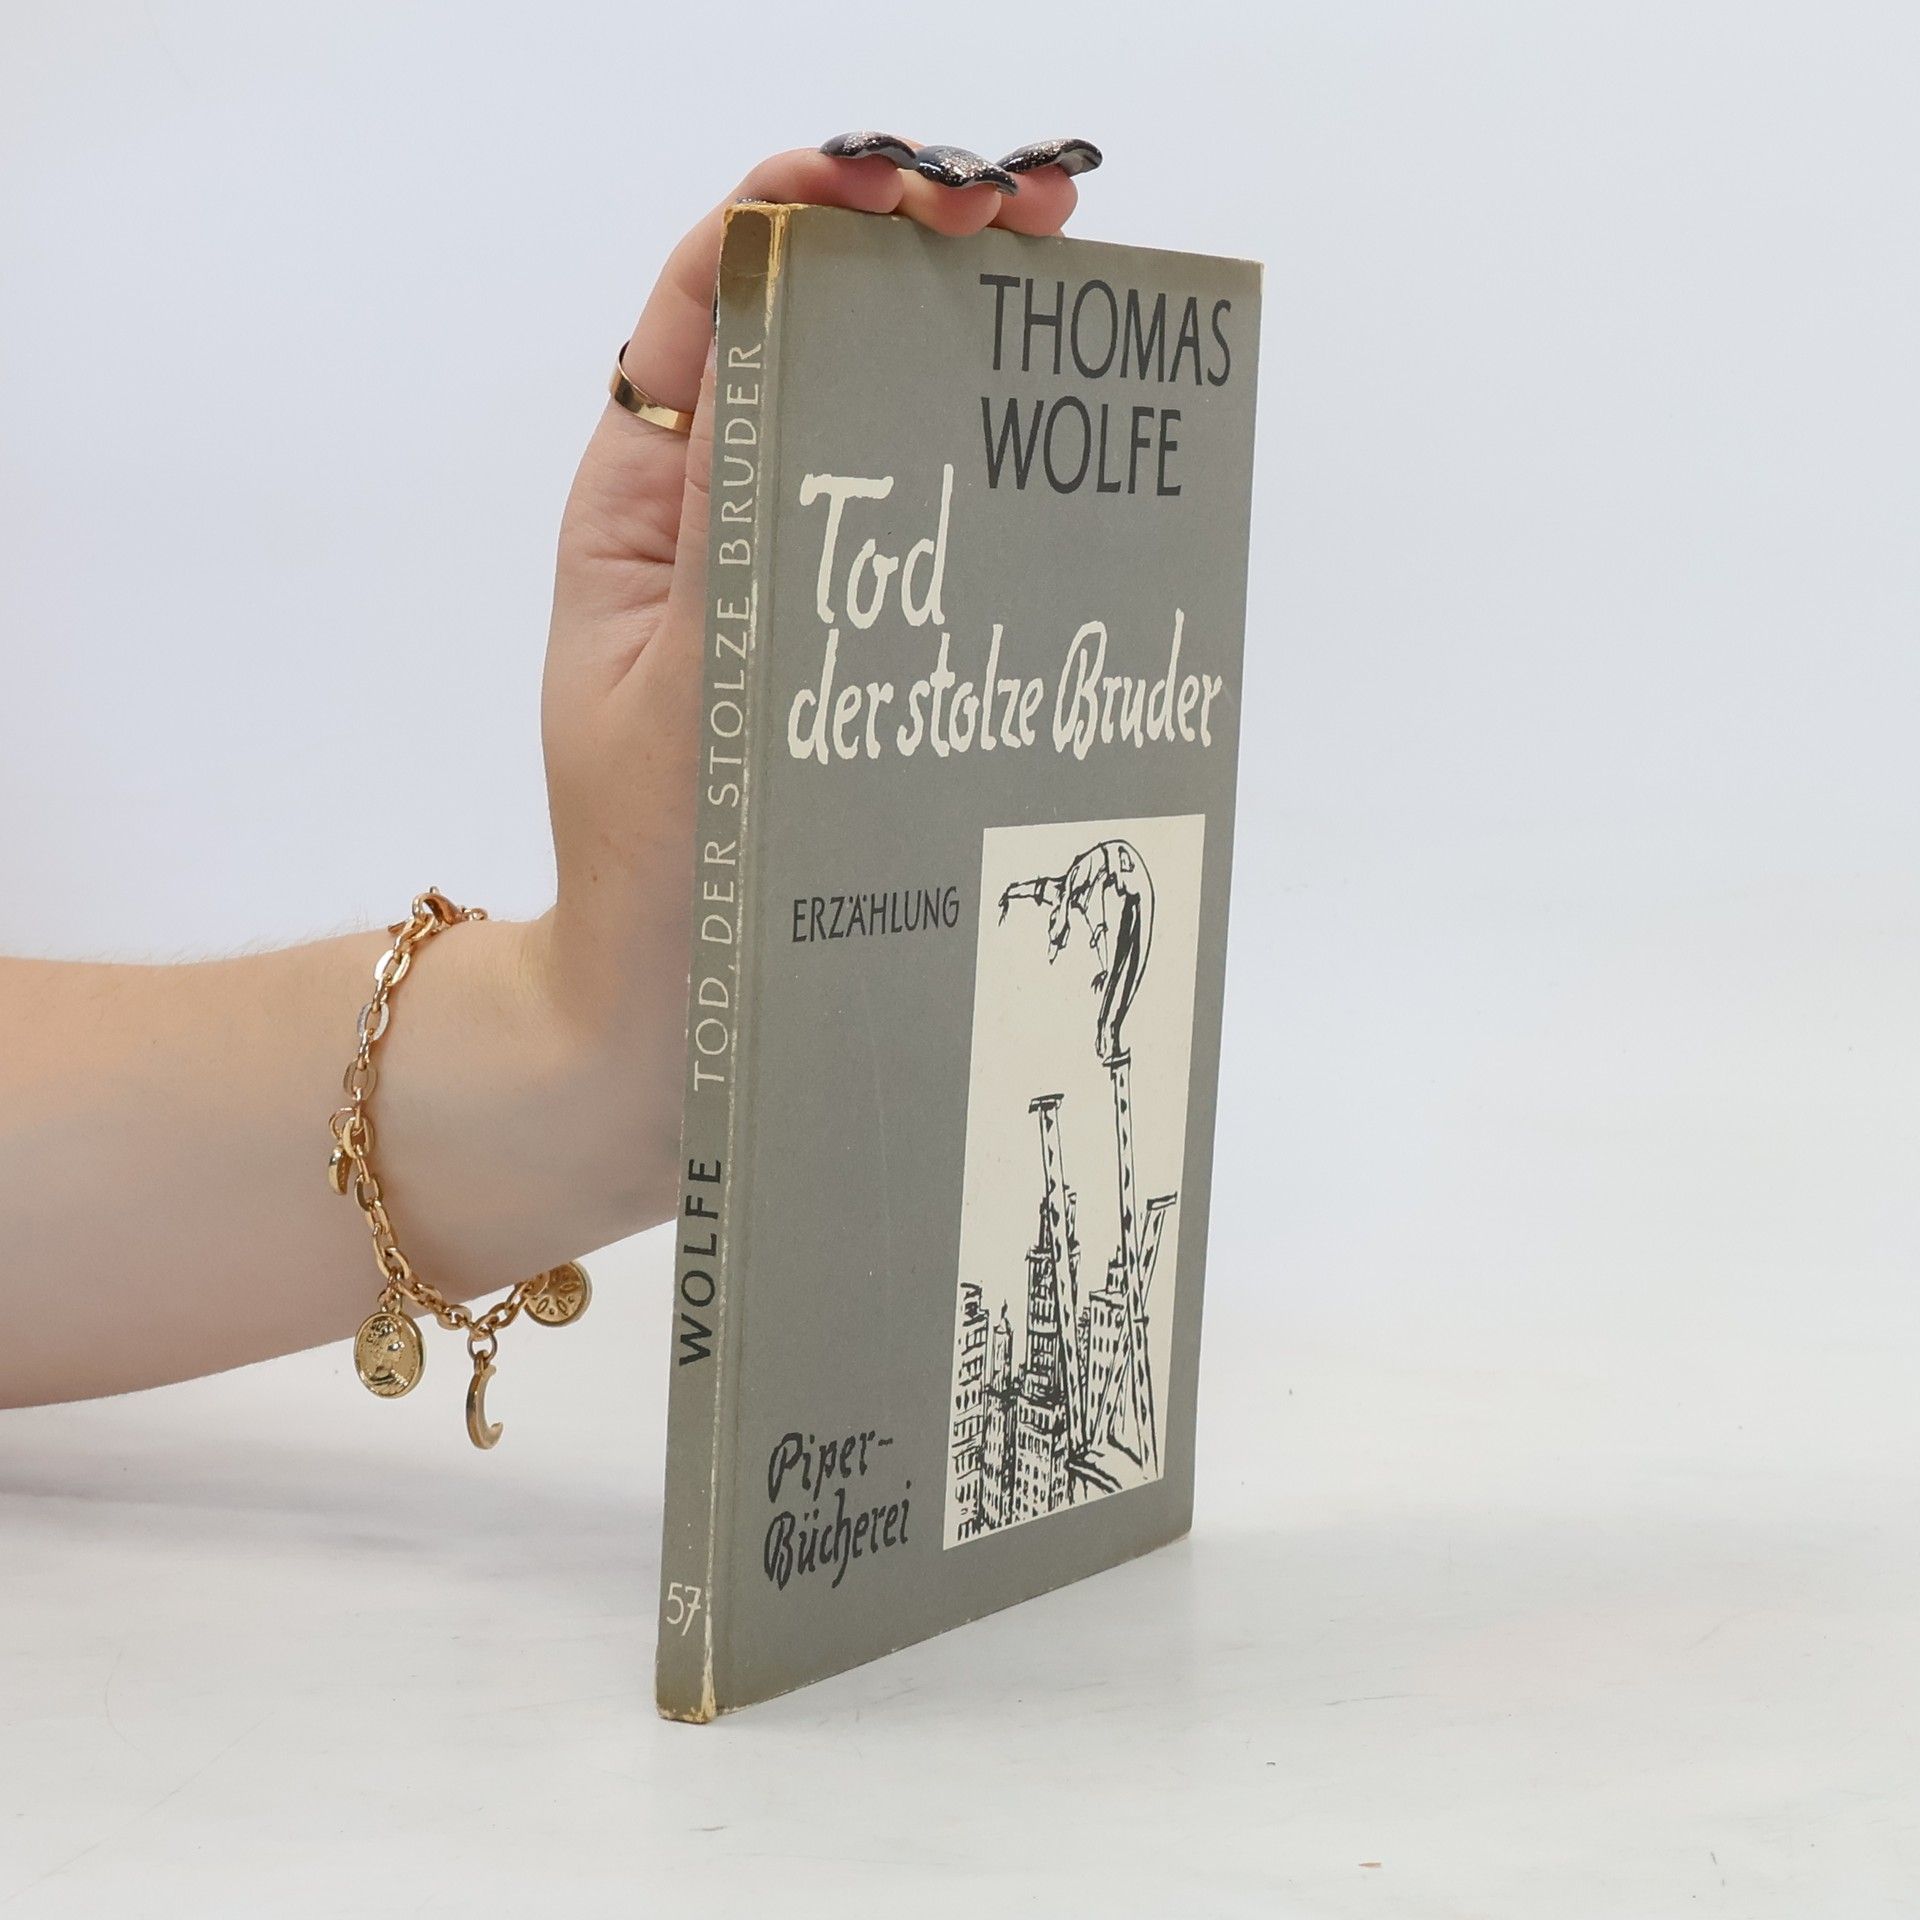 THOMAS
WOLFE
Tod
der stolze Bruder
ERZÄHLUNG
Piper-
Bücherei
WOLFE TOD, DER STOLZE BRUDER
57